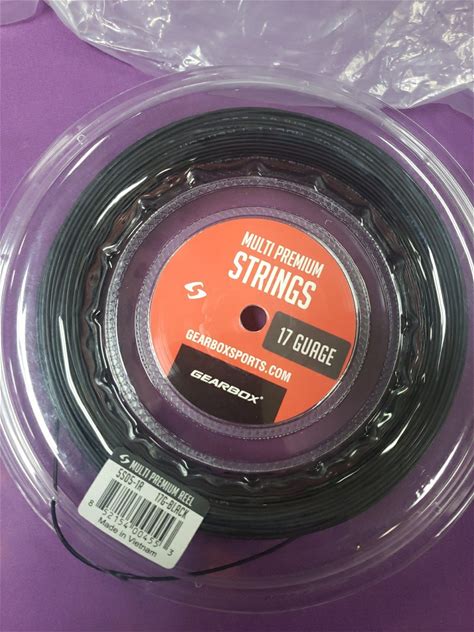 MULTI PREMIUM
STRINGS
17 GUAGE
GEARBOXSPORTS.COM
GEARBOX®
MULTI PREMIUM REEL
17G-BLACK
Made in Vietnam